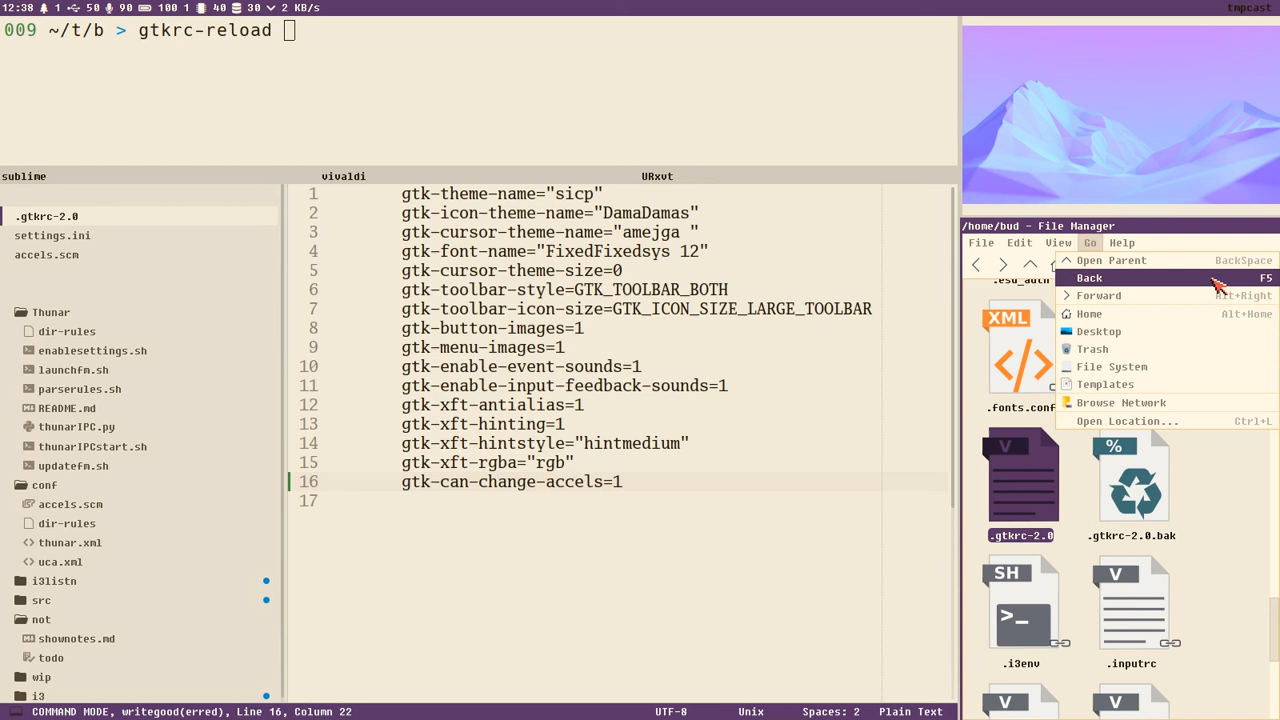 12:38 1 50 90 100 1 40 30 2 KB/s
tmpcast
009 ~/t/b > gtkrc-reload
sublime
vivaldi
URxvt
.gtkrc-2.0
settings.ini
accels.scm
Thunar
dir-rules
enablesettings.sh
launchfm.sh
parserules.sh
README.md
thunarIPC.py
thunarIPCstart.sh
updatefm.sh
conf
accels.scm
dir-rules
thunar.xml
uca.xml
i3listn
src
not
shownotes.md
todo
wip
i3
1 gtk-theme-name="sicp"
2 gtk-icon-theme-name="DamaDamas"
3 gtk-cursor-theme-name="amejga "
4 gtk-font-name="FixedFixedsys 12"
5 gtk-cursor-theme-size=0
6 gtk-toolbar-style=GTK_TOOLBAR_BOTH
7 gtk-toolbar-icon-size=GTK_ICON_SIZE_LARGE_TOOLBAR
8 gtk-button-images=1
9 gtk-menu-images=1
10 gtk-enable-event-sounds=1
11 gtk-enable-input-feedback-sounds=1
12 gtk-xft-antialias=1
13 gtk-xft-hinting=1
14 gtk-xft-hintstyle="hintmedium"
15 gtk-xft-rgba="rgb"
16 gtk-can-change-accels=1
17
/home/bud - File Manager
File Edit View Go Help
Open Parent BackSpace
Back F5
Forward Alt+Right
Home Alt+Home
Desktop
Trash
File System
Templates
Browse Network
Open Location... Ctrl+L
.esd_auth
XML
.fonts.conf
V
%
.gtkrc-2.0
.gtkrc-2.0.bak
SH
>_
V
.i3env
.inputrc
V
V
COMMAND MODE, writegood(erred), Line 16, Column 22
UTF-8
Unix
Spaces: 2
Plain Text